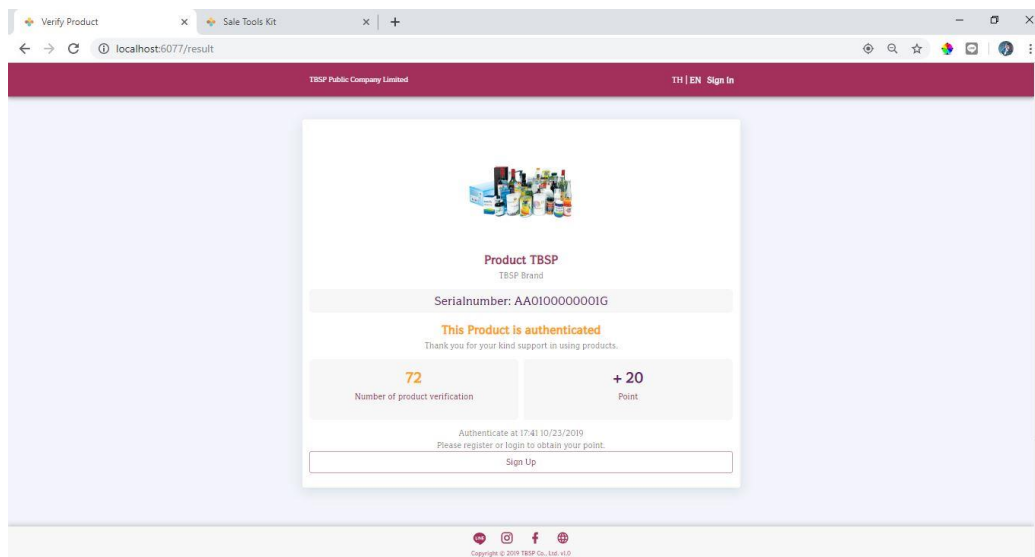 Verify Product
Sale Tools Kit
localhost:6077/result
TBSP Public Company Limited
TH | EN Sign In
Product TBSP
TBSP Brand
Serialnumber: AA0100000001G
This Product is authenticated
Thank you for your kind support in using products.
72
Number of product verification
+ 20
Point
Authenticate at 17:41 10/23/2019
Please register or login to obtain your point.
Sign Up
Copyright © 2019 TBSP Co., Ltd. v1.0